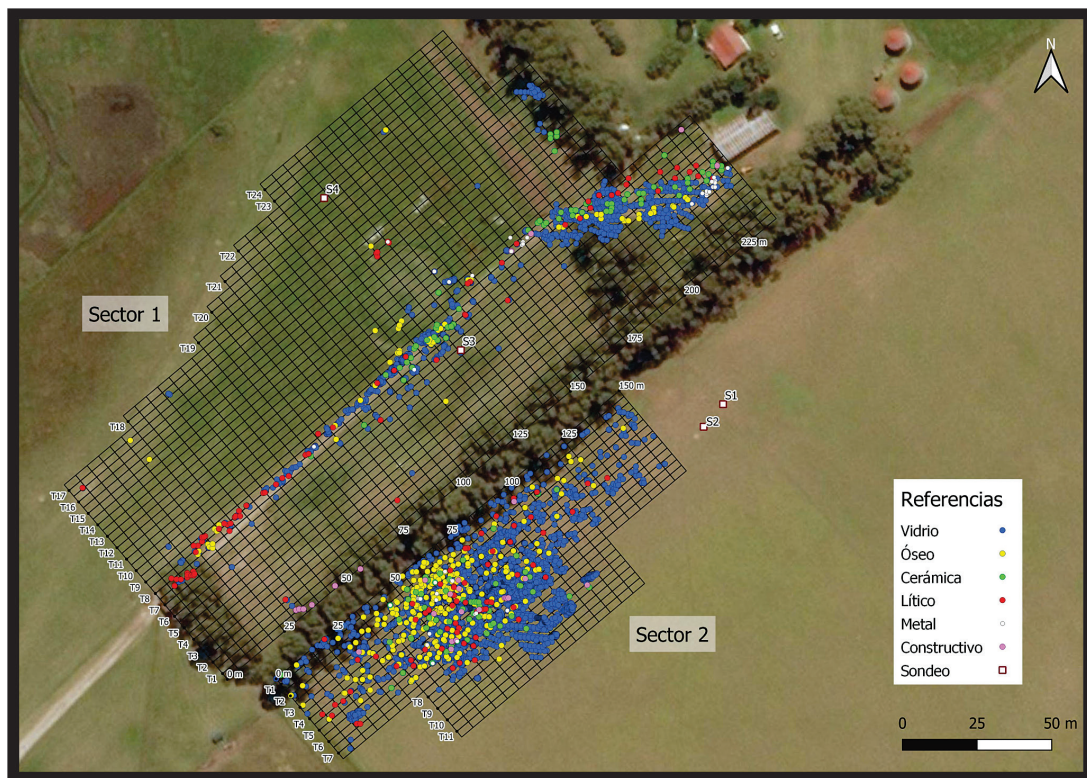 N
S4
T24
T23
T22
T21
T20
T19
T18
T17
T16
T15
T14
T13
T12
T11
T10
T9
T8
T7
T6
T5
T4
T3
T2
T1
Sector 1
0 m
25
50
75
100
125
150
175
200
225 m
S3
S1
S2
0 m
25
50
75
100
125
150 m
T1
T2
T3
T4
T5
T6
T7
T8
T9
T10
T11
Sector 2
Referencias
Vidrio
Óseo
Cerámica
Lítico
Metal
Constructivo
Sondeo
0 25 50 m